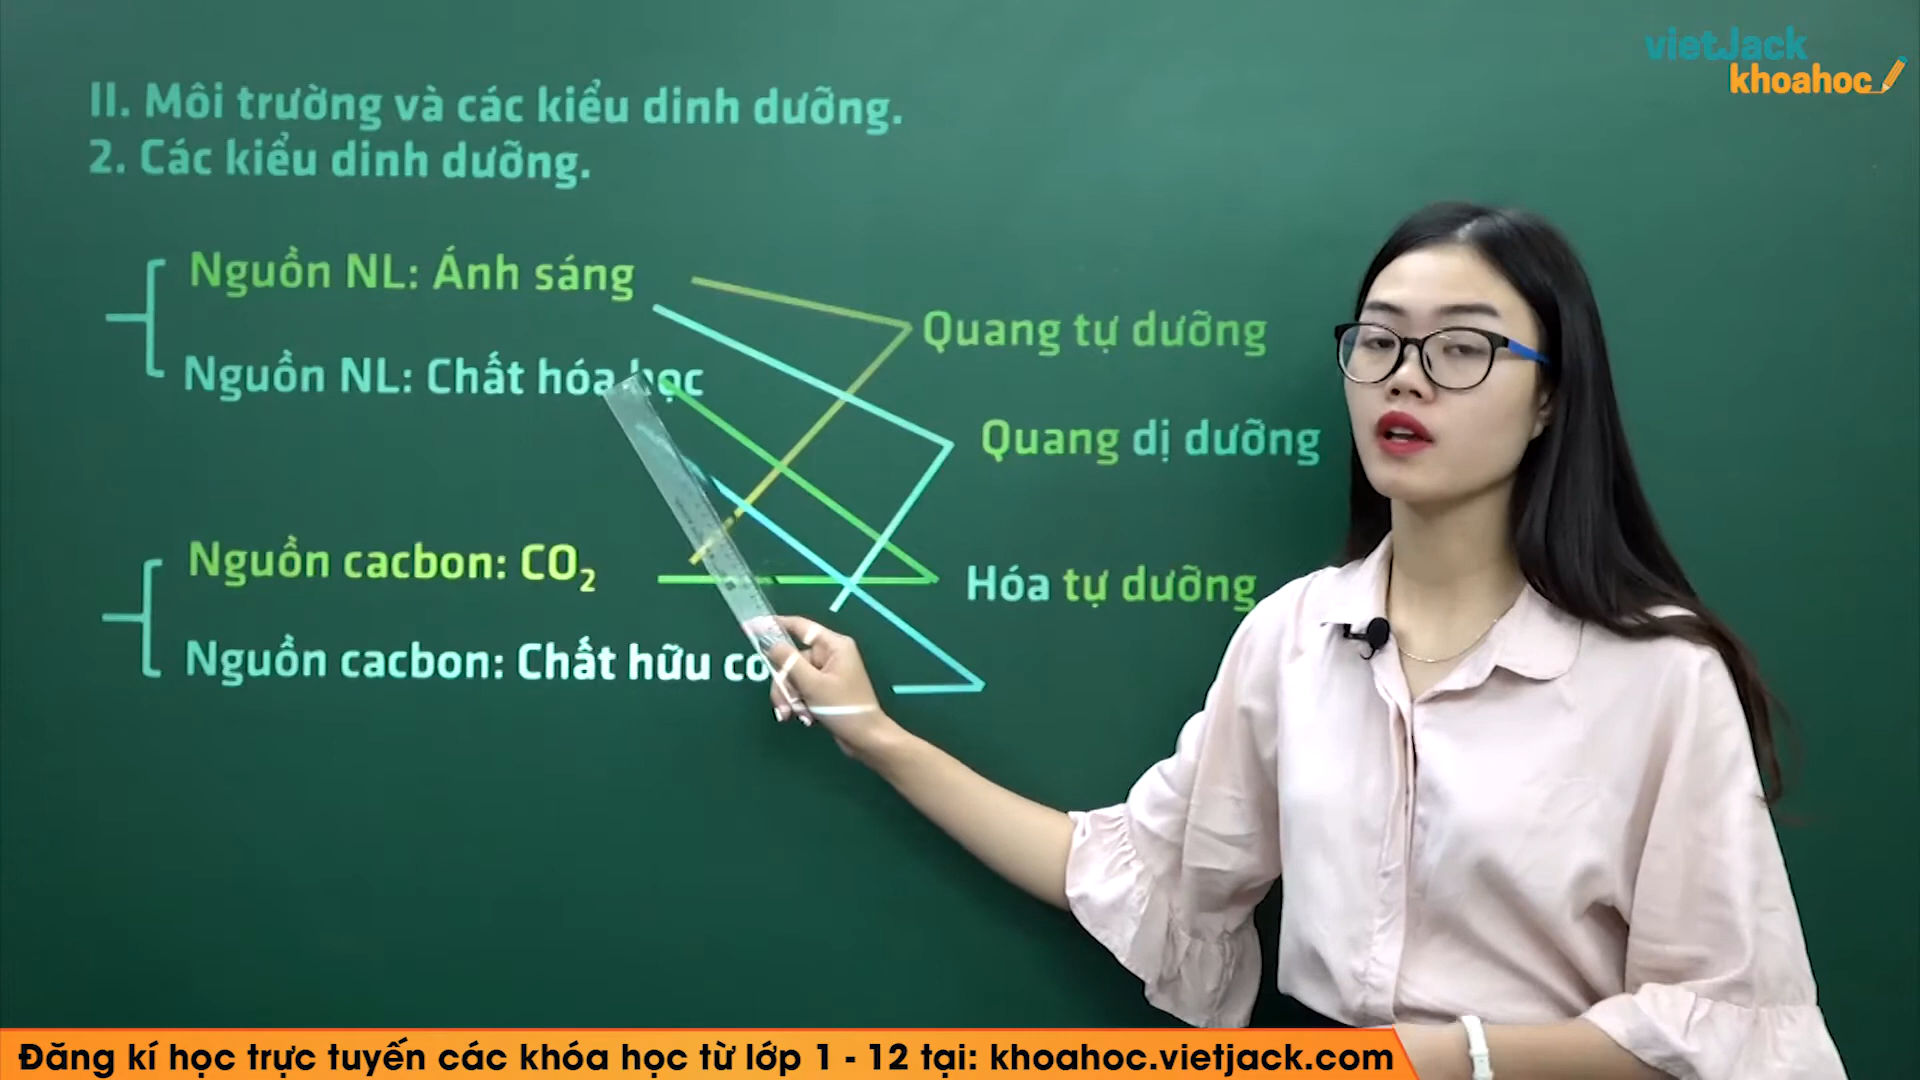 vietJack
khoahoc
II. Môi trường và các kiểu dinh dưỡng.
2. Các kiểu dinh dưỡng.
Nguồn NL: Ánh sáng
Nguồn NL: Chất hóa học
Nguồn cacbon: CO₂
Nguồn cacbon: Chất hữu cơ
Quang tự dưỡng
Quang dị dưỡng
Hóa tự dưỡng
Đăng kí học trực tuyến các khóa học từ lớp 1 - 12 tại: khoahoc.vietjack.com